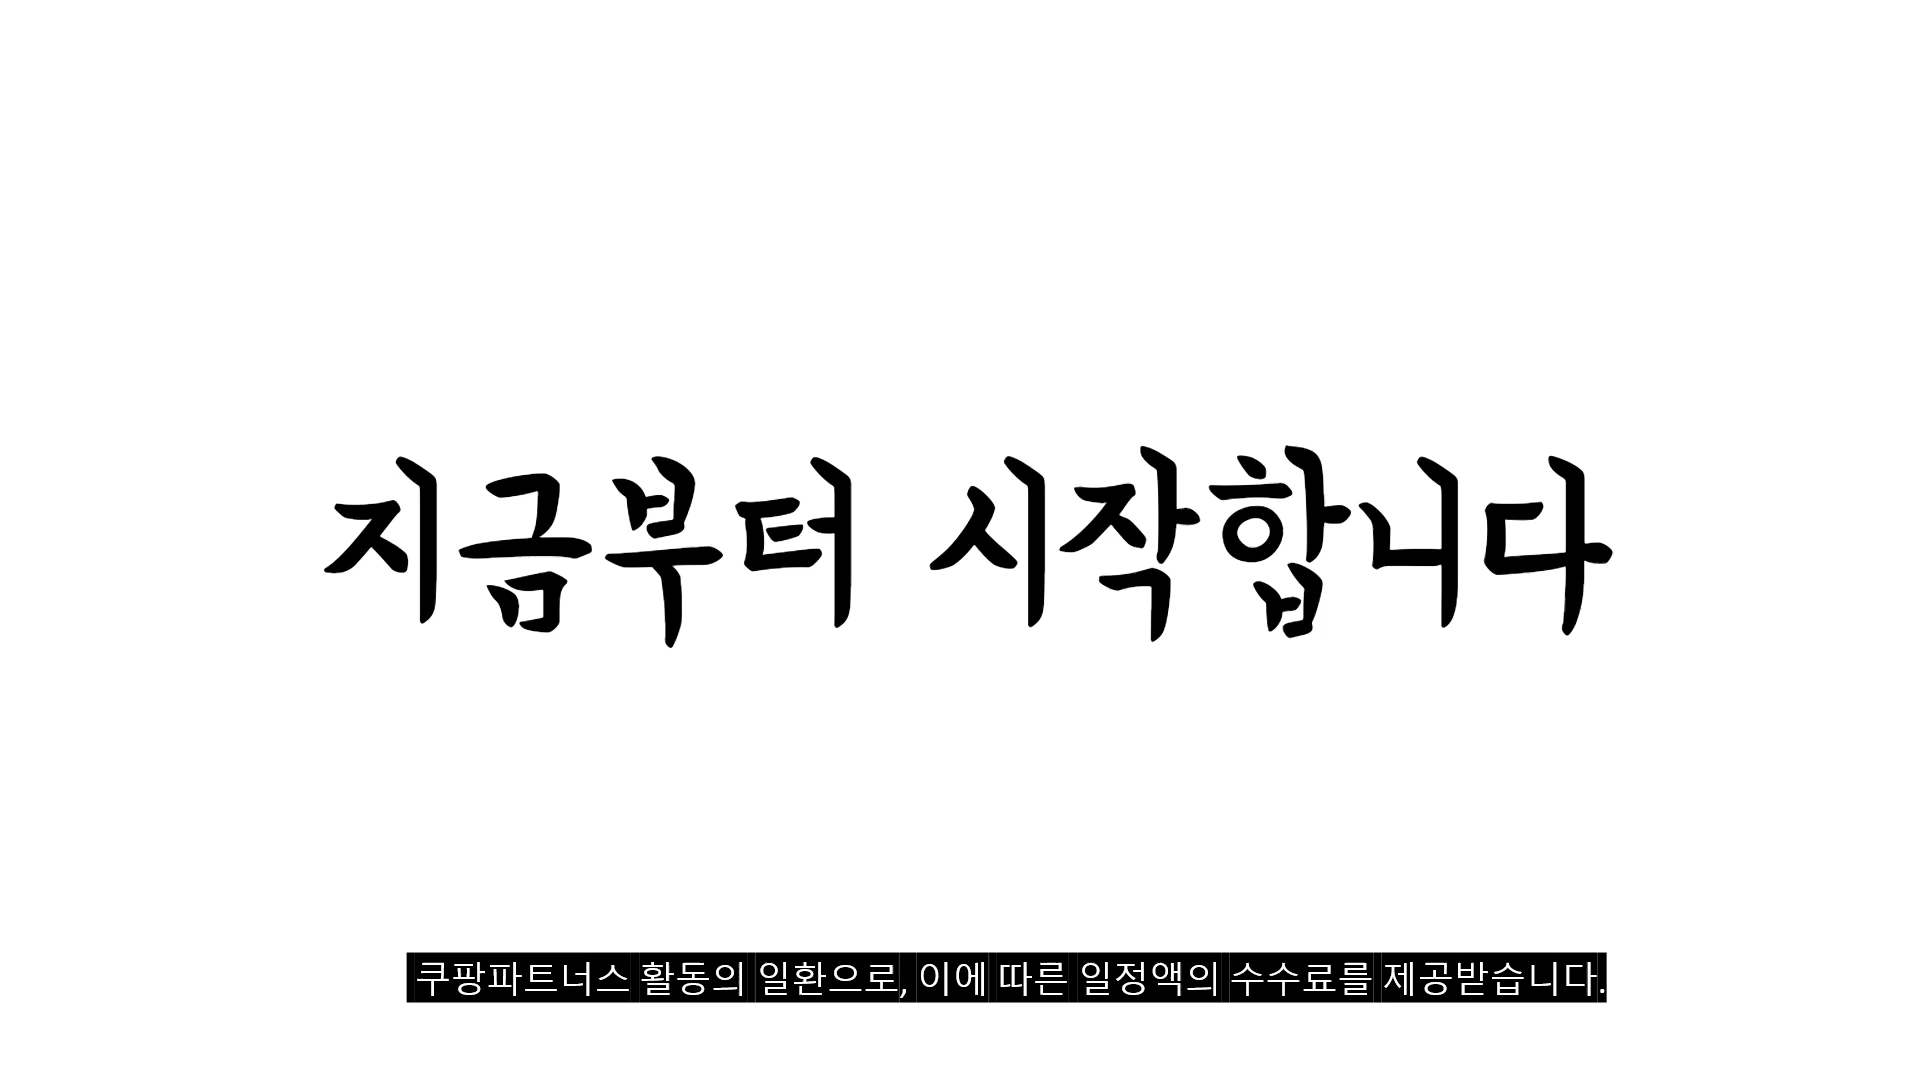 지금부터 시작합니다
쿠팡파트너스 활동의 일환으로, 이에 따른 일정액의 수수료를 제공받습니다.